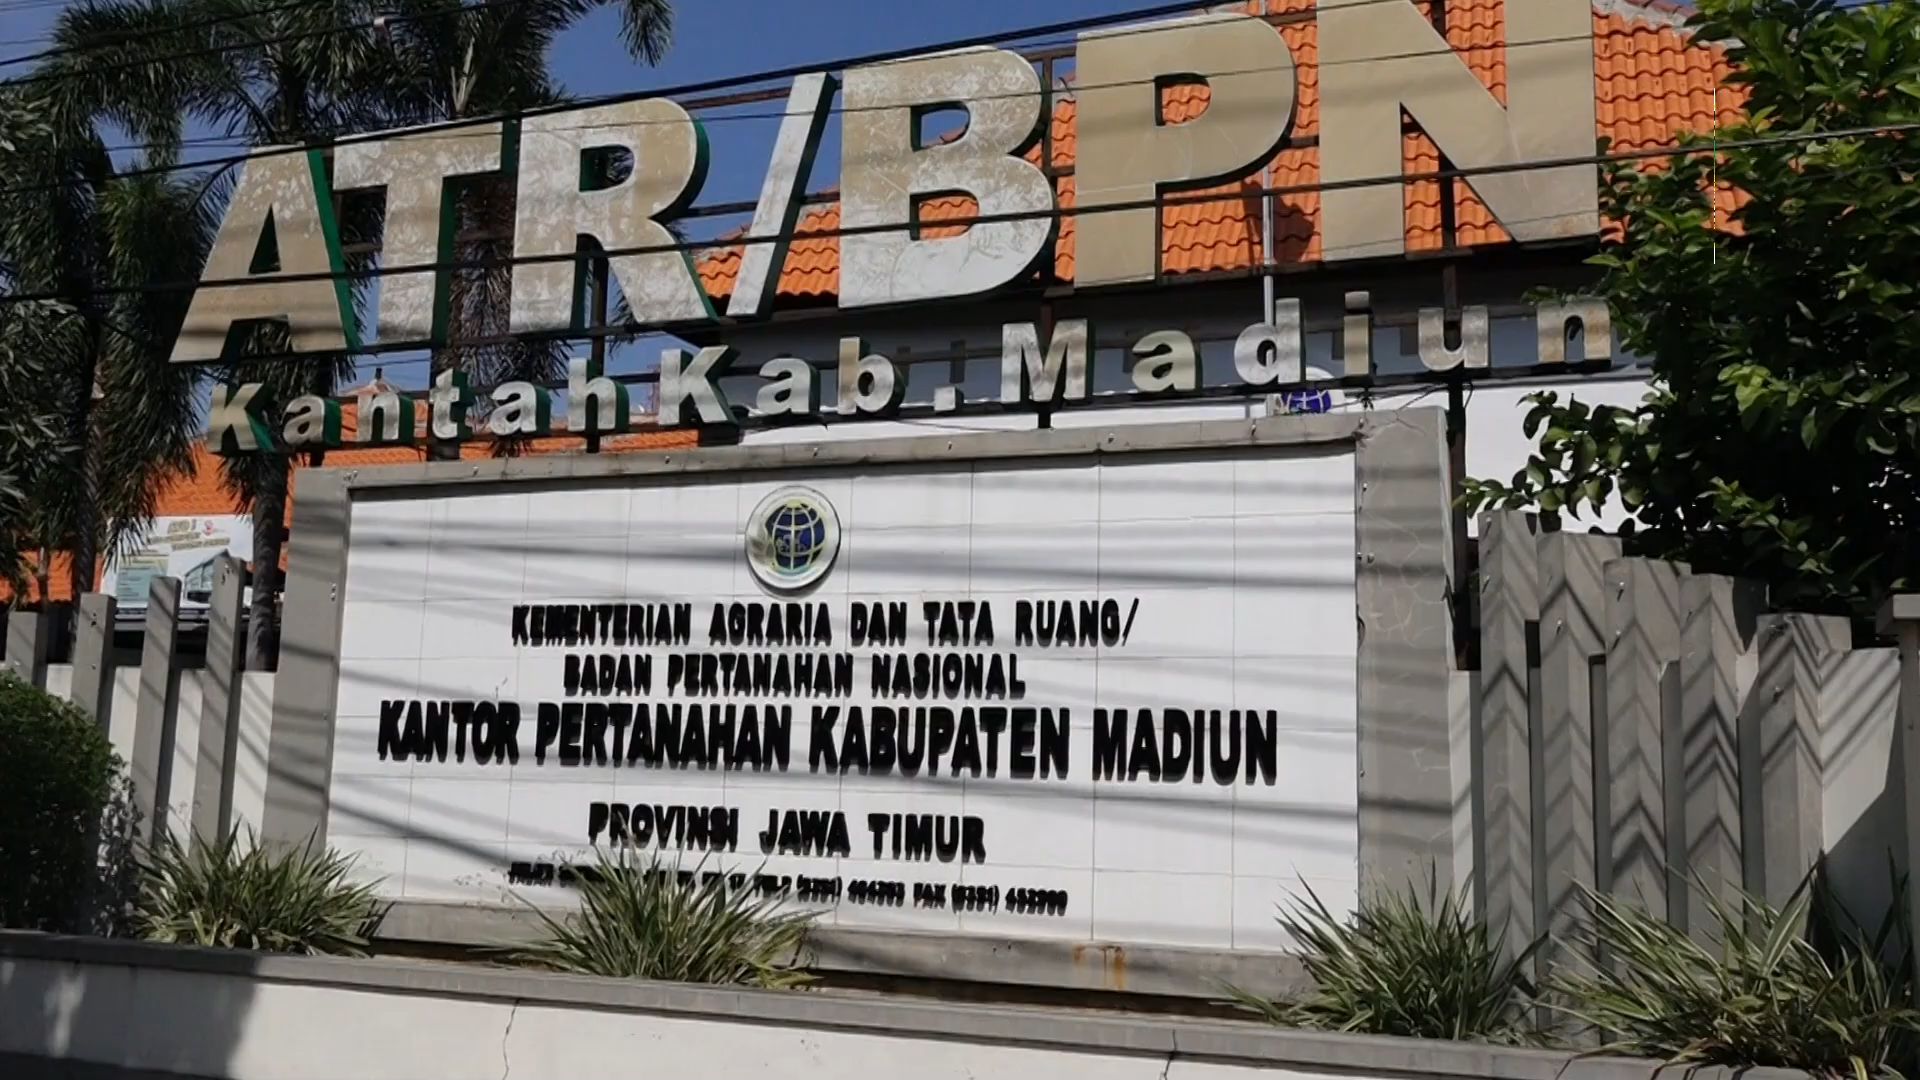 ATR/BPN
Kantah Kab. Madiun
KEMENTERIAN AGRARIA DAN TATA RUANG/
BADAN PERTANAHAN NASIONAL
KANTOR PERTANAHAN KABUPATEN MADIUN
PROVINSI JAWA TIMUR
FAX